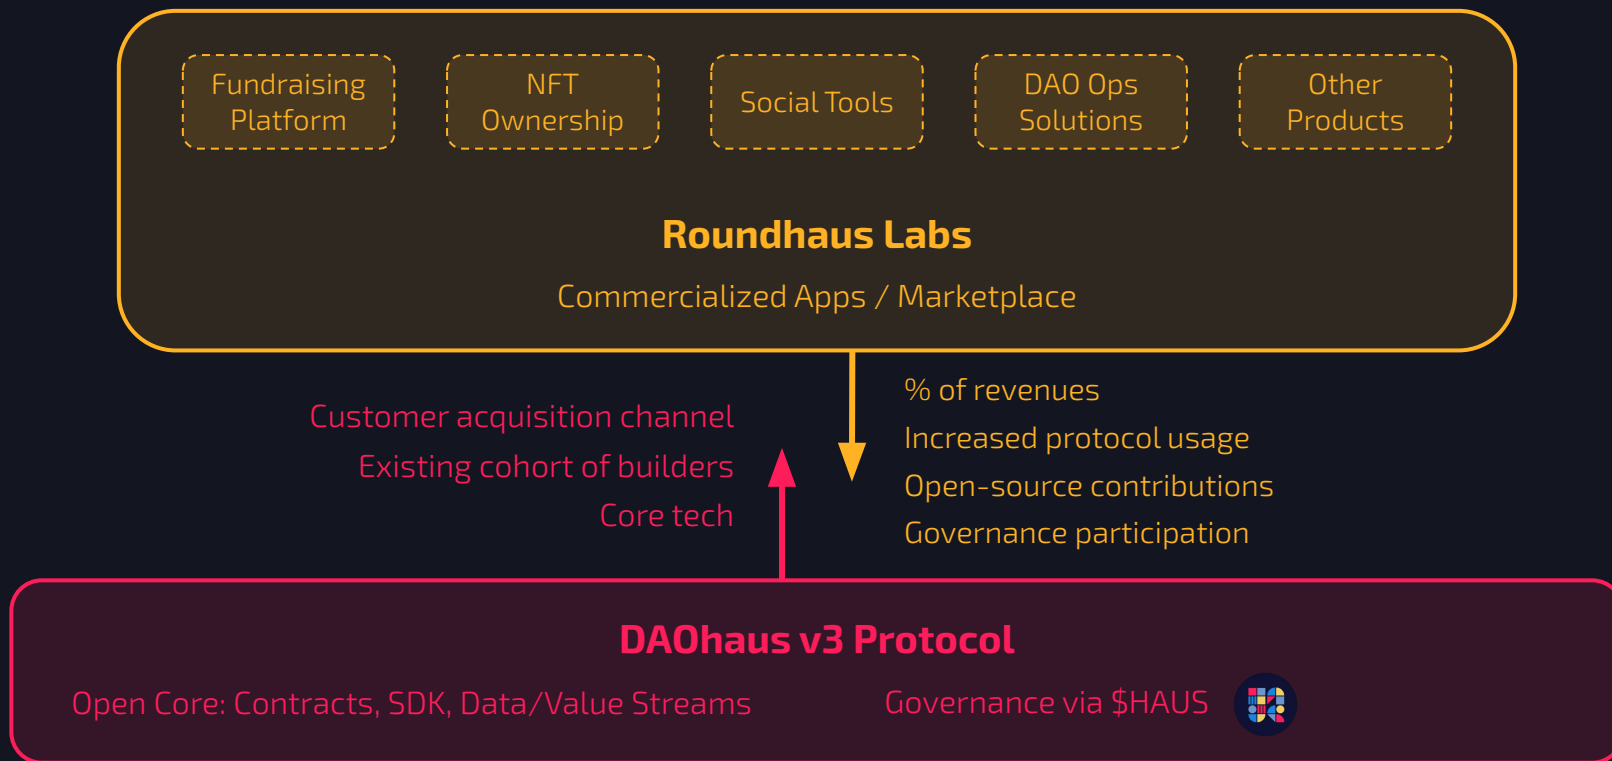 Fundraising
Platform
NFT
Ownership
Social Tools
DAO Ops
Solutions
Other
Products
Roundhaus Labs
Commercialized Apps / Marketplace
Customer acquisition channel
Existing cohort of builders
Core tech
% of revenues
Increased protocol usage
Open-source contributions
Governance participation
DAOhaus v3 Protocol
Open Core: Contracts, SDK, Data/Value Streams
Governance via $HAUS